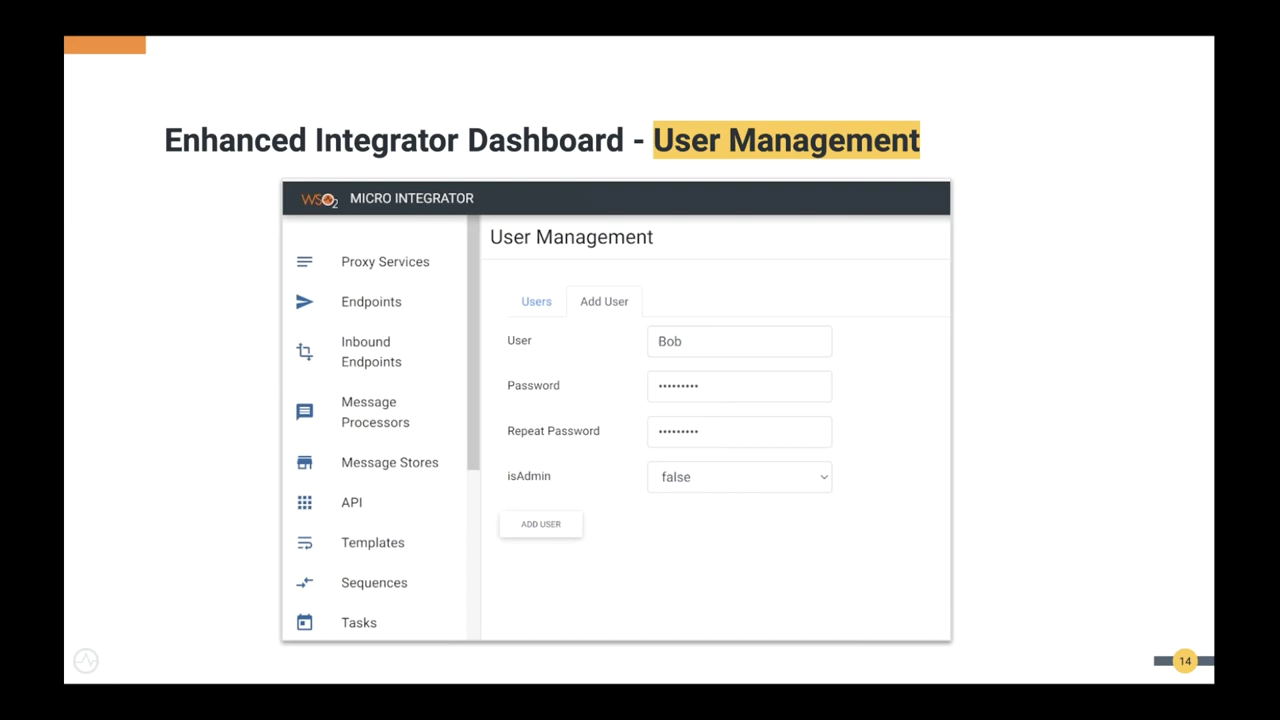 Enhanced Integrator Dashboard - User Management
WSO2 MICRO INTEGRATOR
Proxy Services
Endpoints
Inbound
Endpoints
Message
Processors
Message Stores
API
Templates
Sequences
Tasks
User Management
Users Add User
User Bob
Password •••••••••
Repeat Password •••••••••
isAdmin false
ADD USER
14